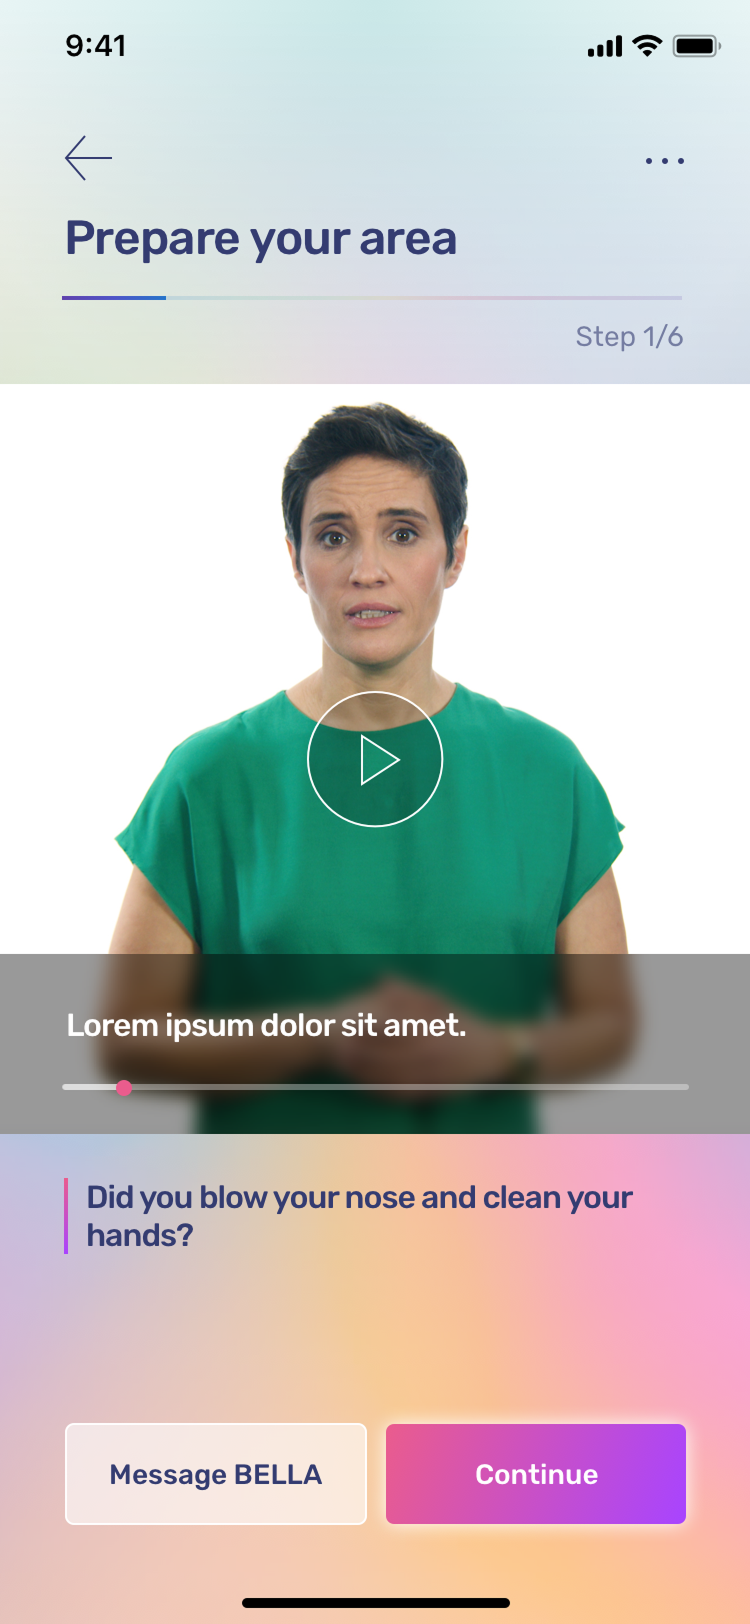 9:41
Prepare your area
Step 1/6
Lorem ipsum dolor sit amet.
Did you blow your nose and clean your
hands?
Message BELLA
Continue